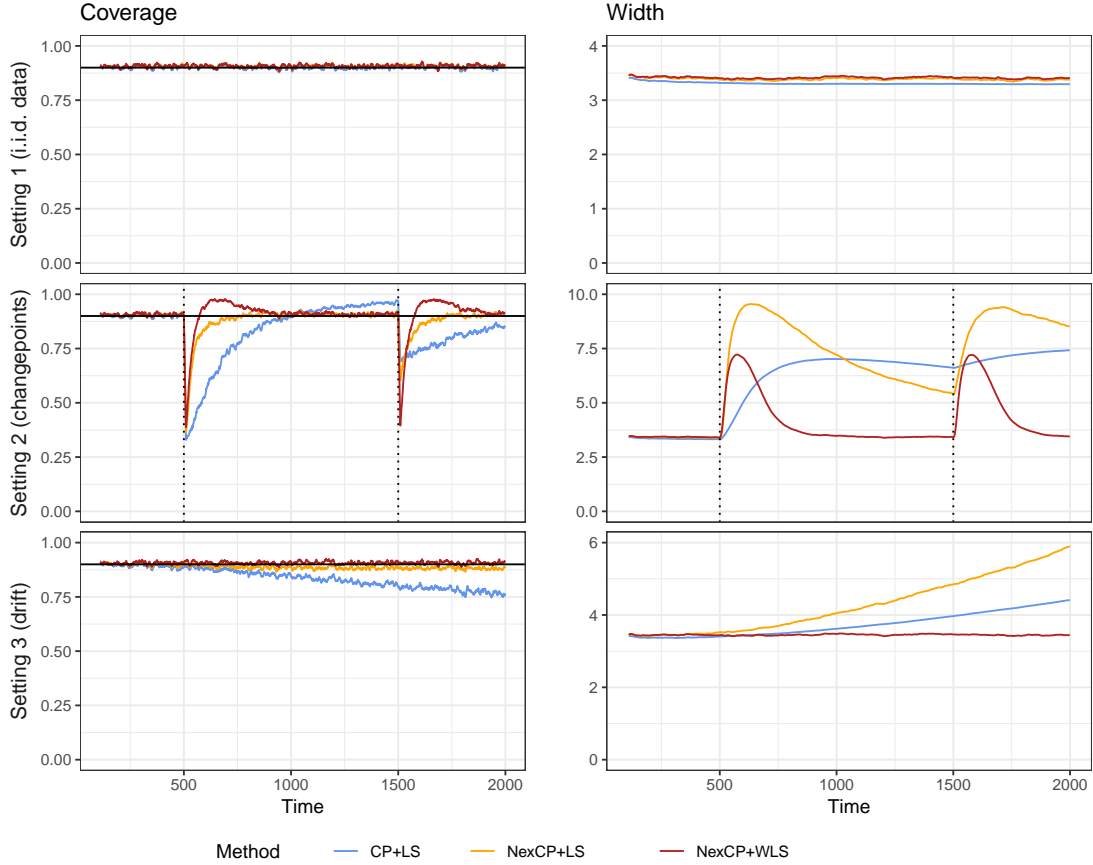 Coverage
Width
Setting 1 (i.i.d. data)
1.00
0.75
0.50
0.25
0.00
4
3
2
1
0
Setting 2 (changepoints)
1.00
0.75
0.50
0.25
0.00
10.0
7.5
5.0
2.5
0.0
Setting 3 (drift)
1.00
0.75
0.50
0.25
0.00
6
4
2
0
500 1000 1500 2000
500 1000 1500 2000
Time
Time
Method CP+LS NexCP+LS NexCP+WLS